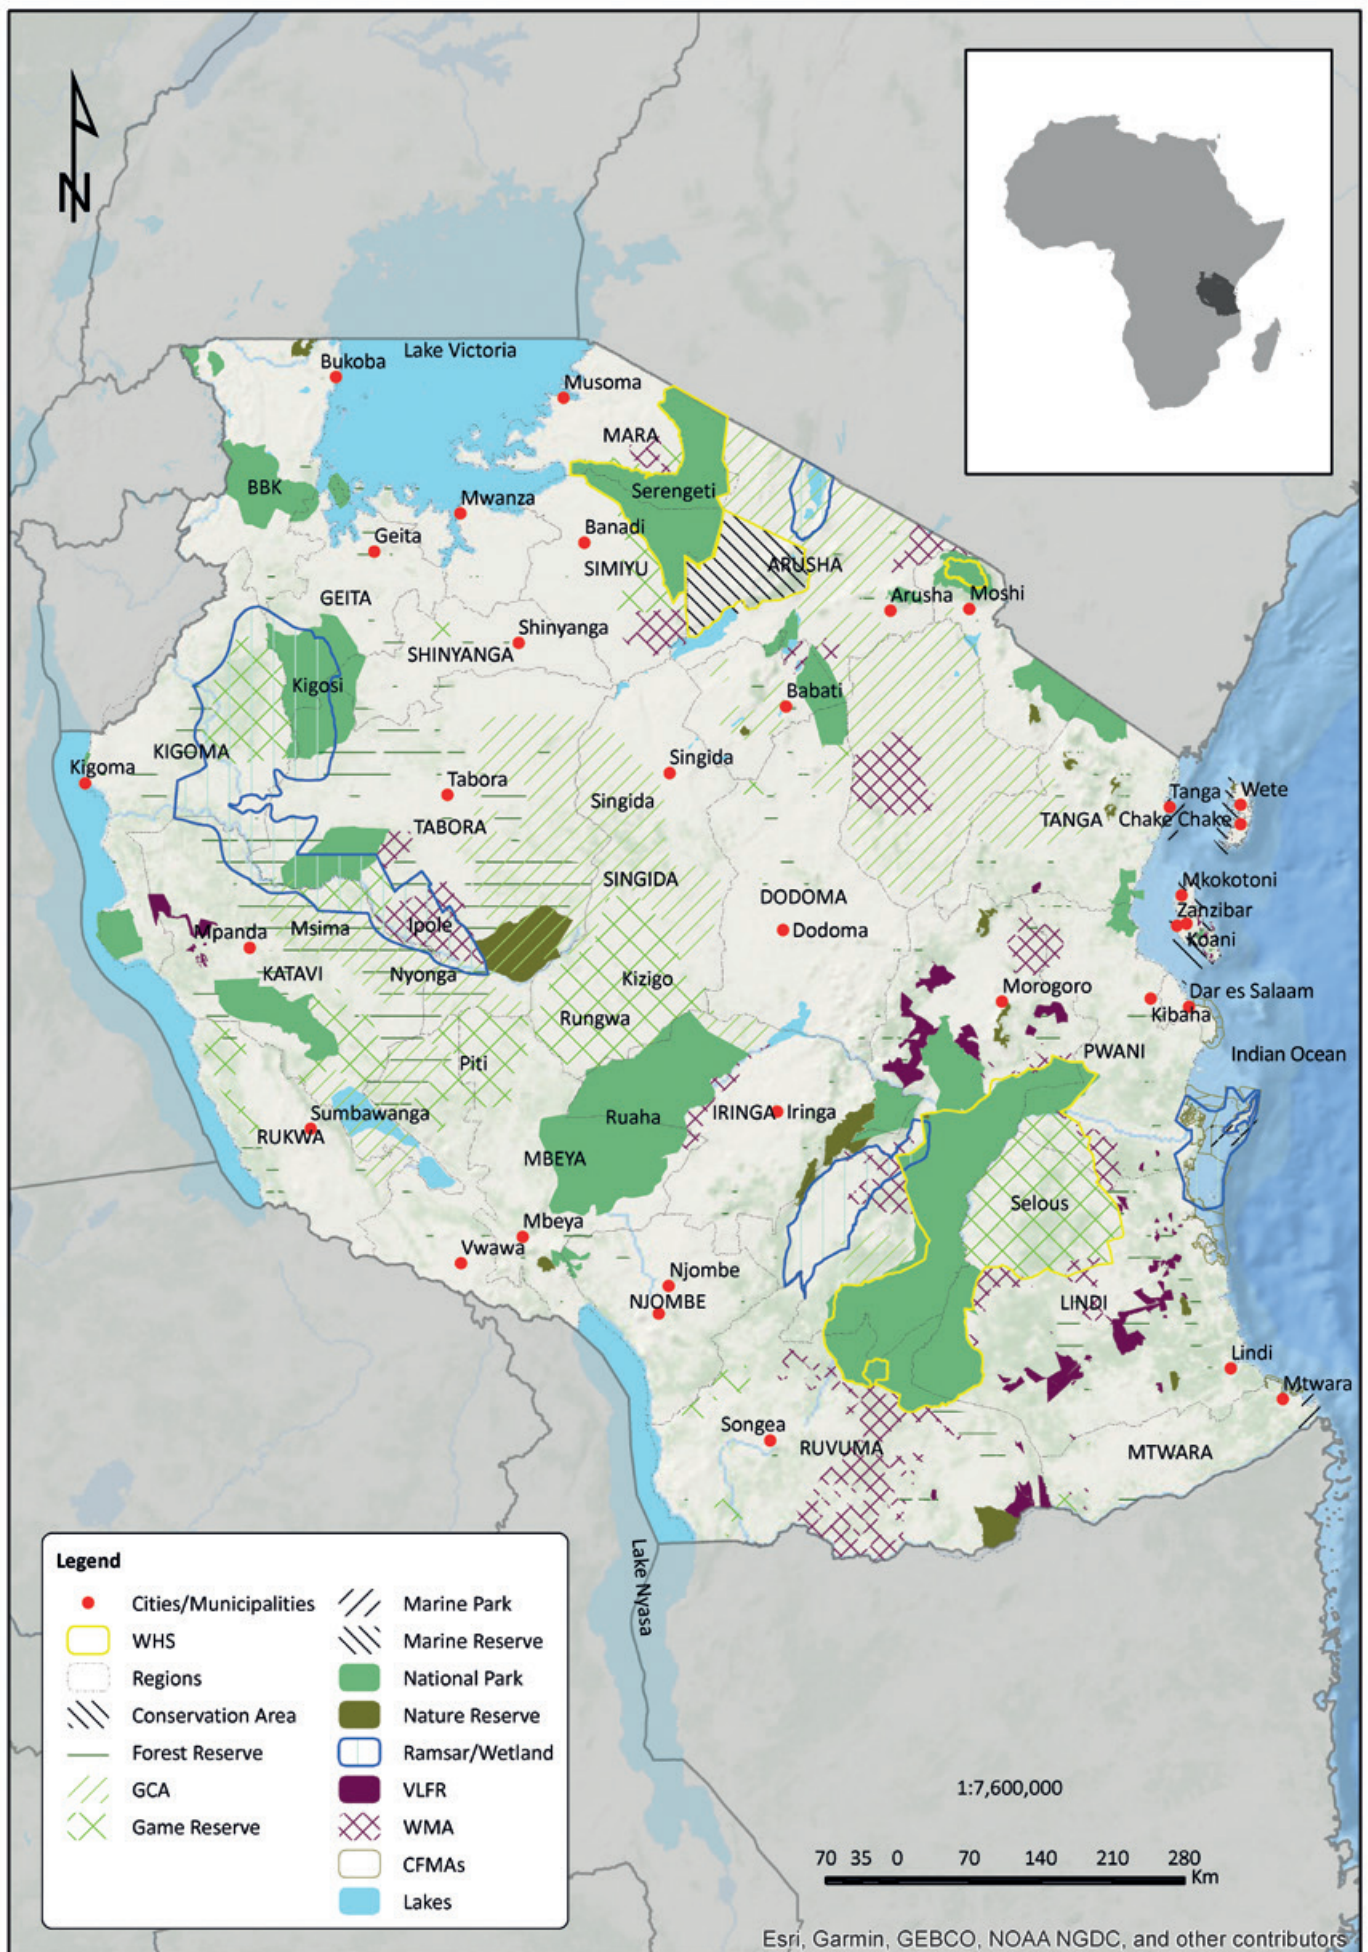 N
Bukoba
Lake Victoria
Musoma
MARA
BBK
Serengeti
Mwanza
Banadi
Geita
SIMIYU
ARUSHA
Arusha
Moshi
GEITA
Shinyanga
SHINYANGA
Kigosi
Babati
KIGOMA
Kigoma
Singida
Tabora
Singida
Tanga
Wete
TABORA
TANGA
Chake Chake
SINGIDA
DODOMA
Mkokotoni
Zanzibar
Ipole
Mpanda
Msima
Dodoma
Koani
KATAVI
Nyonga
Kizigo
Morogoro
Dar es Salaam
Rungwa
Kibaha
PWANI
Indian Ocean
Piti
Sumbawanga
Ruaha
IRINGA
Iringa
RUKWA
MBEYA
Selous
Mbeya
Vwawa
Njombe
NJOMBE
LINDI
Lindi
Mtwara
Songea
RUVUMA
MTWARA
Lake Nyasa
Legend
Cities/Municipalities
WHS
Regions
Conservation Area
Forest Reserve
GCA
Game Reserve
Marine Park
Marine Reserve
National Park
Nature Reserve
Ramsar/Wetland
VLFR
WMA
CFMAs
Lakes
1:7,600,000
70 35 0 70 140 210 280
Km
Esri, Garmin, GEBCO, NOAA NGDC, and other contributors